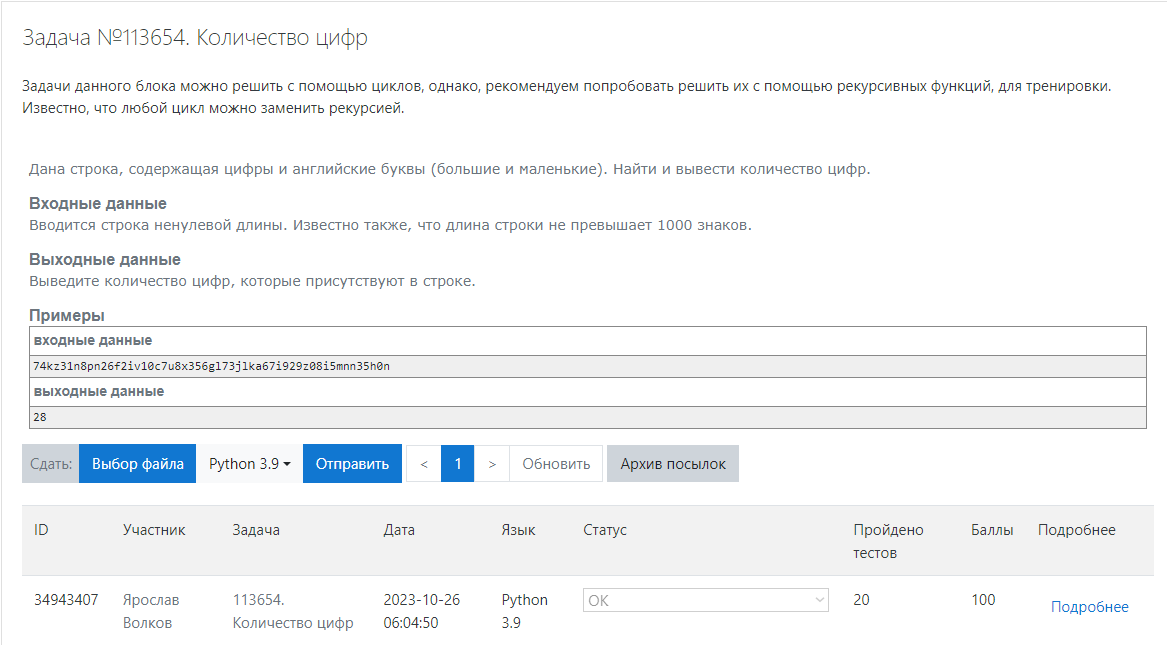 Задача №113654. Количество цифр
Задачи данного блока можно решить с помощью циклов, однако, рекомендуем попробовать решить их с помощью рекурсивных функций, для тренировки.
Известно, что любой цикл можно заменить рекурсией.
Дана строка, содержащая цифры и английские буквы (большие и маленькие). Найти и вывести количество цифр.
Входные данные
Вводится строка ненулевой длины. Известно также, что длина строки не превышает 1000 знаков.
Выходные данные
Выведите количество цифр, которые присутствуют в строке.
Примеры
входные данные
74kz31n8pn26f2iv10c7u8x356gl73jlka67i929z08i5mnn35h0n
выходные данные
28
Сдать: Выбор файла Python 3.9 Отправить < 1 > Обновить Архив посылок
ID Участник Задача Дата Язык Статус Пройдено Баллы Подробнее
тестов
34943407 Ярослав 113654. 2023-10-26 Python OK 20 100 Подробнее
Волков Количество цифр 06:04:50 3.9